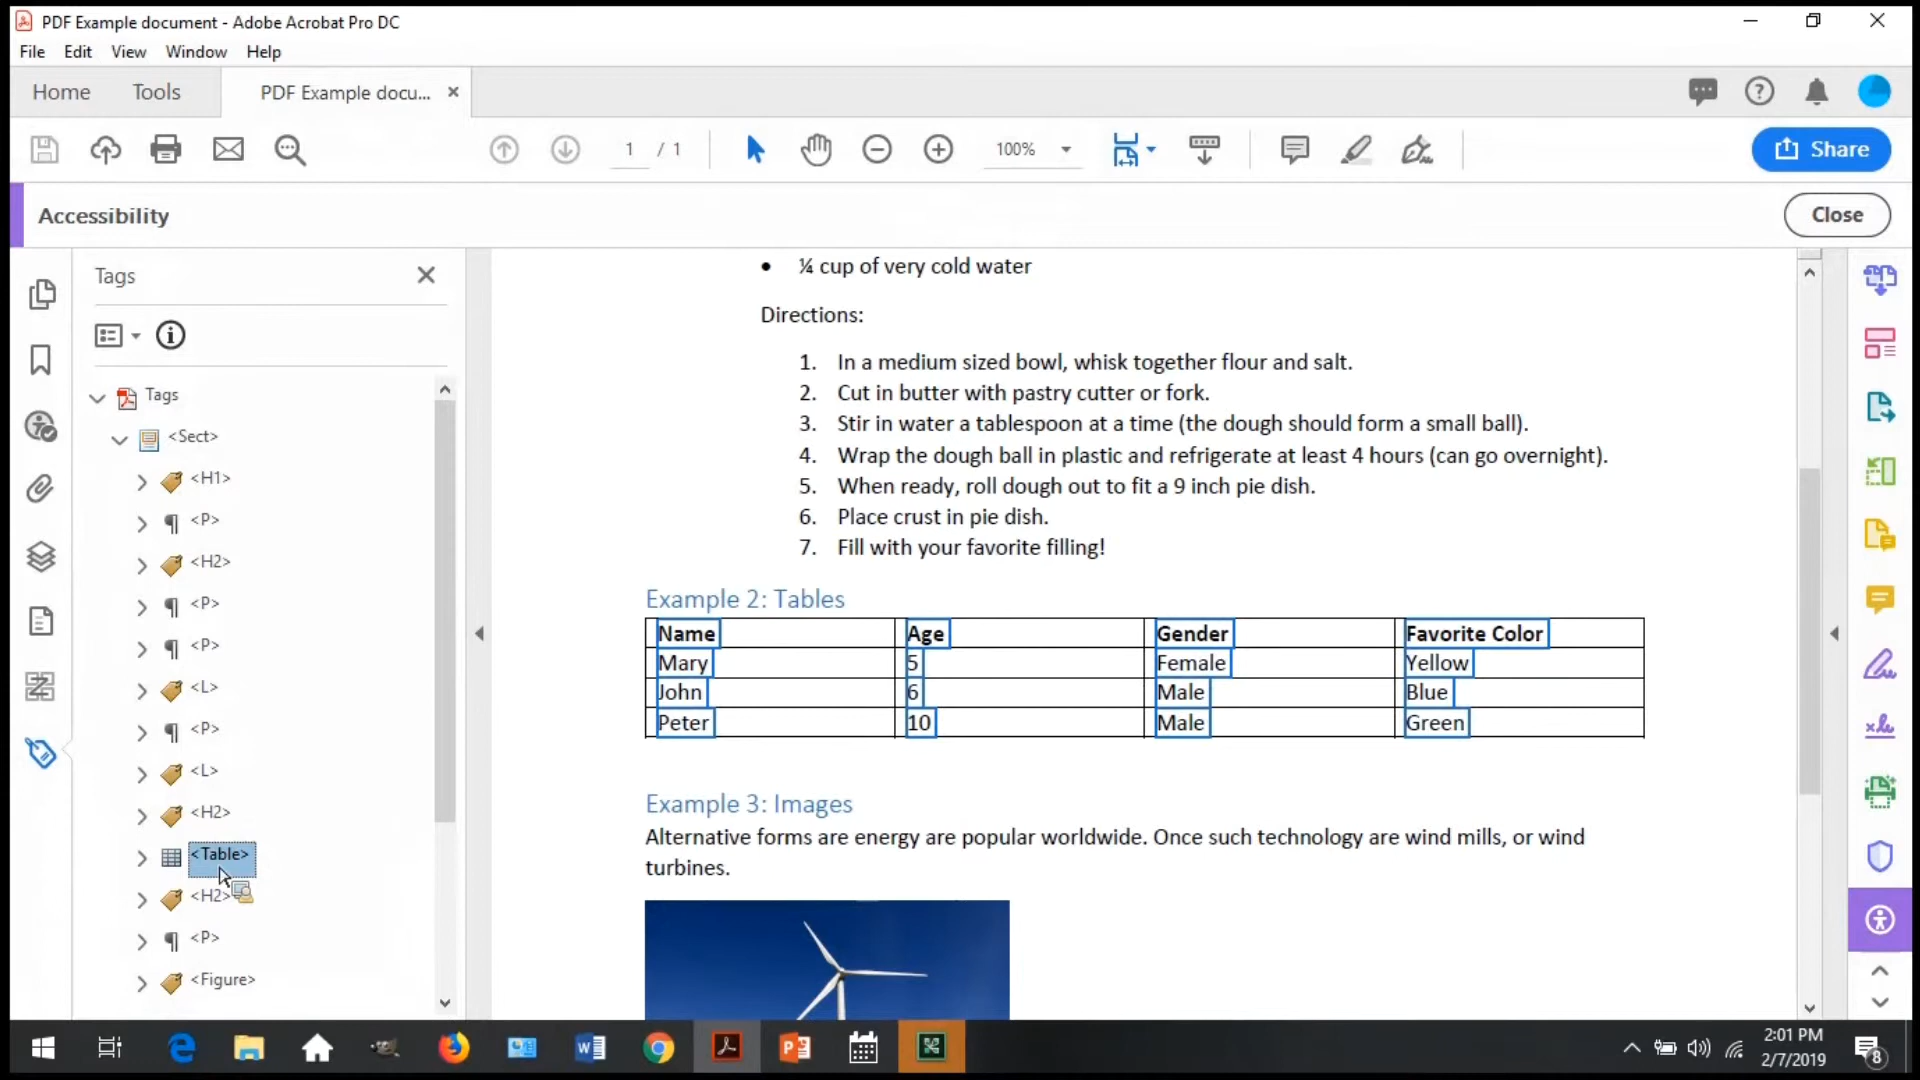 PDF Example document - Adobe Acrobat Pro DC
File Edit View Window Help
Home Tools PDF Example docu...
1 / 1 100% Share
Accessibility Close
Tags
Tags
<Sect>
<H1>
<P>
<H2>
<P>
<P>
<L>
<P>
<L>
<H2>
<Table>
<H2>
<P>
<Figure>
• ¼ cup of very cold water
Directions:
1. In a medium sized bowl, whisk together flour and salt.
2. Cut in butter with pastry cutter or fork.
3. Stir in water a tablespoon at a time (the dough should form a small ball).
4. Wrap the dough ball in plastic and refrigerate at least 4 hours (can go overnight).
5. When ready, roll dough out to fit a 9 inch pie dish.
6. Place crust in pie dish.
7. Fill with your favorite filling!
Example 2: Tables
Name Age Gender Favorite Color
Mary 5 Female Yellow
John 6 Male Blue
Peter 10 Male Green
Example 3: Images
Alternative forms are energy are popular worldwide. Once such technology are wind mills, or wind
turbines.
2:01 PM
2/7/2019
8